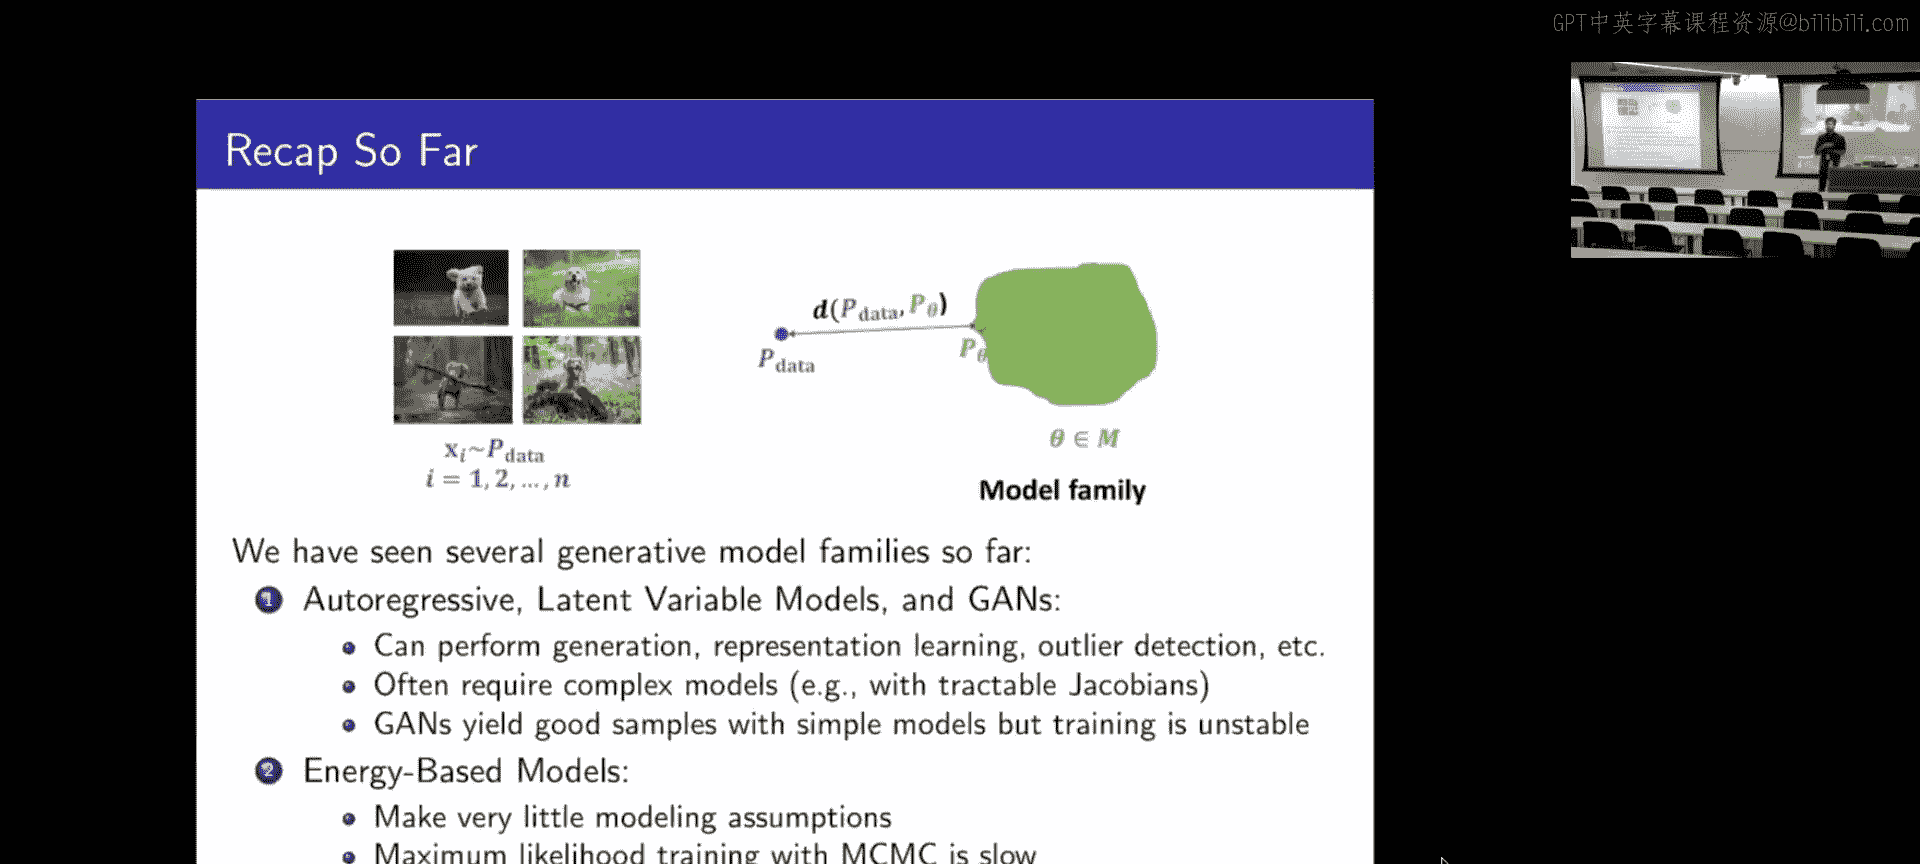 GPT中英字幕课程资源@bilibili.com
Recap So Far
d(P_data, P_θ)
P_data
P_θ
x_i~P_data
i = 1, 2, ..., n
θ ∈ M
Model family
We have seen several generative model families so far:
1 Autoregressive, Latent Variable Models, and GANs:
• Can perform generation, representation learning, outlier detection, etc.
• Often require complex models (e.g., with tractable Jacobians)
• GANs yield good samples with simple models but training is unstable
2 Energy-Based Models:
• Make very little modeling assumptions
• Maximum likelihood training with MCMC is slow